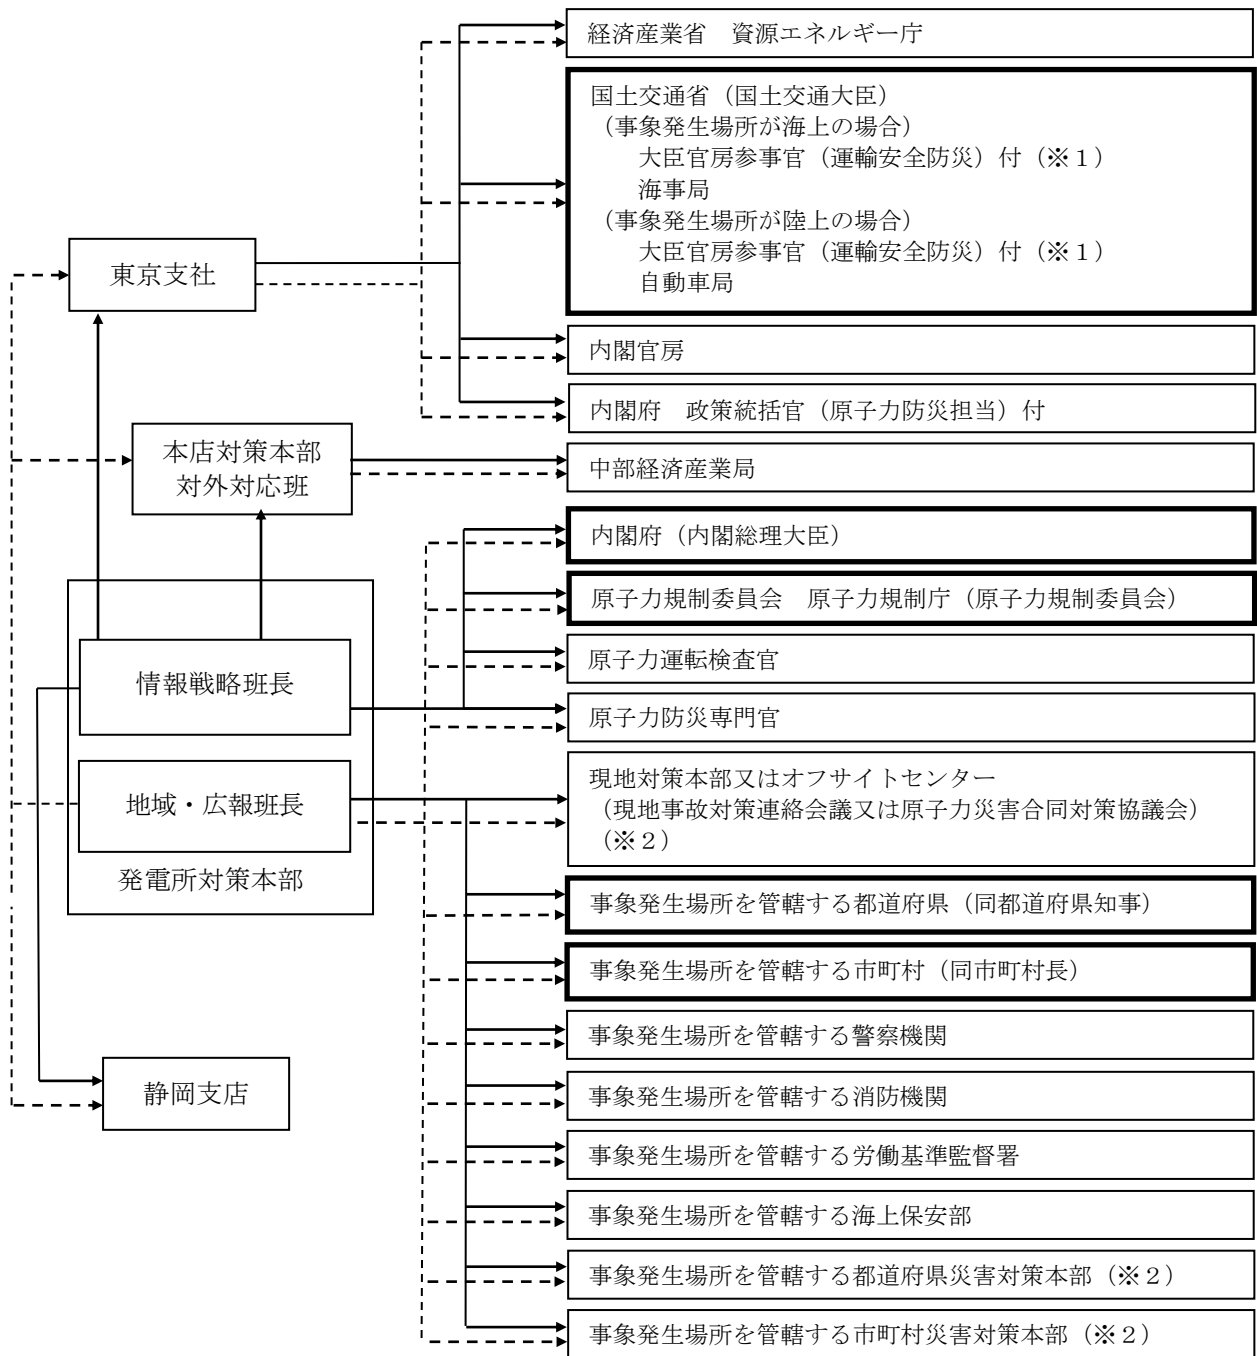 経済産業省　資源エネルギー庁
国土交通省（国土交通大臣）
（事象発生場所が海上の場合）
大臣官房参事官（運輸安全防災）付（※１）
海事局
（事象発生場所が陸上の場合）
大臣官房参事官（運輸安全防災）付（※１）
自動車局
東京支社
内閣官房
内閣府　政策統括官（原子力防災担当）付
本店対策本部
対外対応班
中部経済産業局
内閣府（内閣総理大臣）
原子力規制委員会　原子力規制庁（原子力規制委員会）
原子力運転検査官
情報戦略班長
原子力防災専門官
地域・広報班長
発電所対策本部
現地対策本部又はオフサイトセンター
（現地事故対策連絡会議又は原子力災害合同対策協議会）
（※２）
事象発生場所を管轄する都道府県（同都道府県知事）
事象発生場所を管轄する市町村（同市町村長）
事象発生場所を管轄する警察機関
静岡支店
事象発生場所を管轄する消防機関
事象発生場所を管轄する労働基準監督署
事象発生場所を管轄する海上保安部
事象発生場所を管轄する都道府県災害対策本部（※２）
事象発生場所を管轄する市町村災害対策本部（※２）